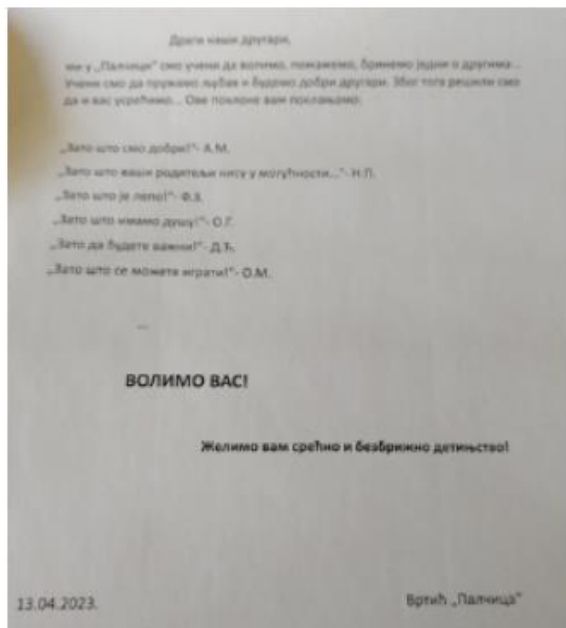 Драги наши другари,
ми у „Палчици“ смо учени да волимо, помажемо, бринемо једни о другима...
Учени смо да пружамо љубав и будемо добри другари. Због тога решили смо
да и вас усрећимо... Ове поклоне вам поклањамо:
„Зато што смо добри!“- А.М.
„Зато што ваши родитељи нису у могућности...“- Н.П.
„Зато што је лепо!“- Ф.З.
„Зато што имамо душу!“- О.Г.
„Зато да будете важни!“- Д.Ћ.
„Зато што се можете играти!“- О.М.
...
ВОЛИМО ВАС!
Желимо вам срећно и безбрижно детињство!
13.04.2023.
Вртић „Палчица“